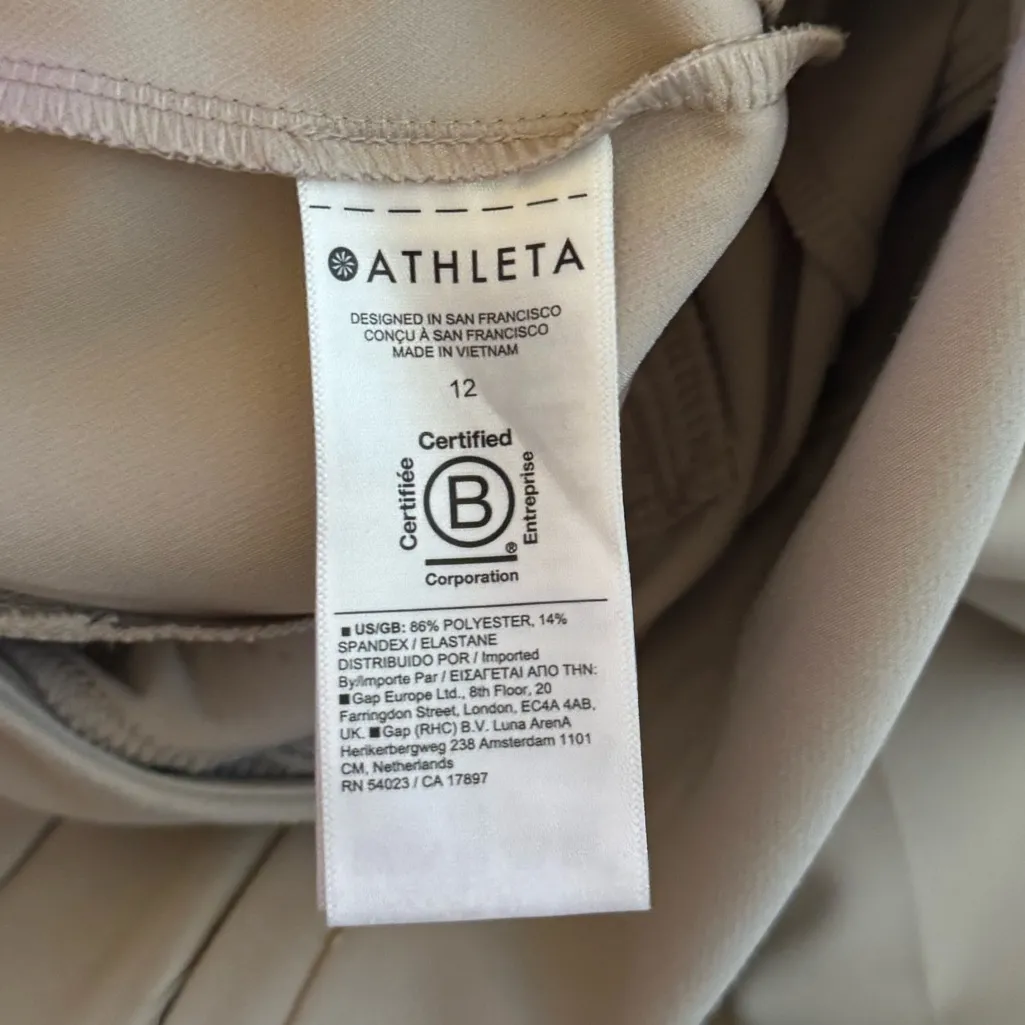 ATHLETA
DESIGNED IN SAN FRANCISCO
CONÇU À SAN FRANCISCO
MADE IN VIETNAM
12
Certified
Certifiée
B
Entreprise
®
Corporation
US/GB: 86% POLYESTER, 14%
SPANDEX / ELASTANE
DISTRIBUIDO POR / Imported
By/Importe Par / ΕΙΣΑΓΕΤΑΙ ΑΠΟ ΤΗΝ:
Gap Europe Ltd., 8th Floor, 20
Farringdon Street, London, EC4A 4AB,
UK. ■Gap (RHC) B.V. Luna ArenA
Herikerbergweg 238 Amsterdam 1101
CM, Netherlands
RN 54023 / CA 17897